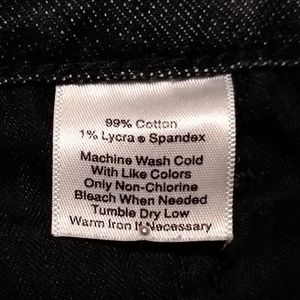 99% Cotton
1% Lycra ® Spandex
Machine Wash Cold
With Like Colors
Only Non-Chlorine
Bleach When Needed
Tumble Dry Low
Warm Iron If Necessary